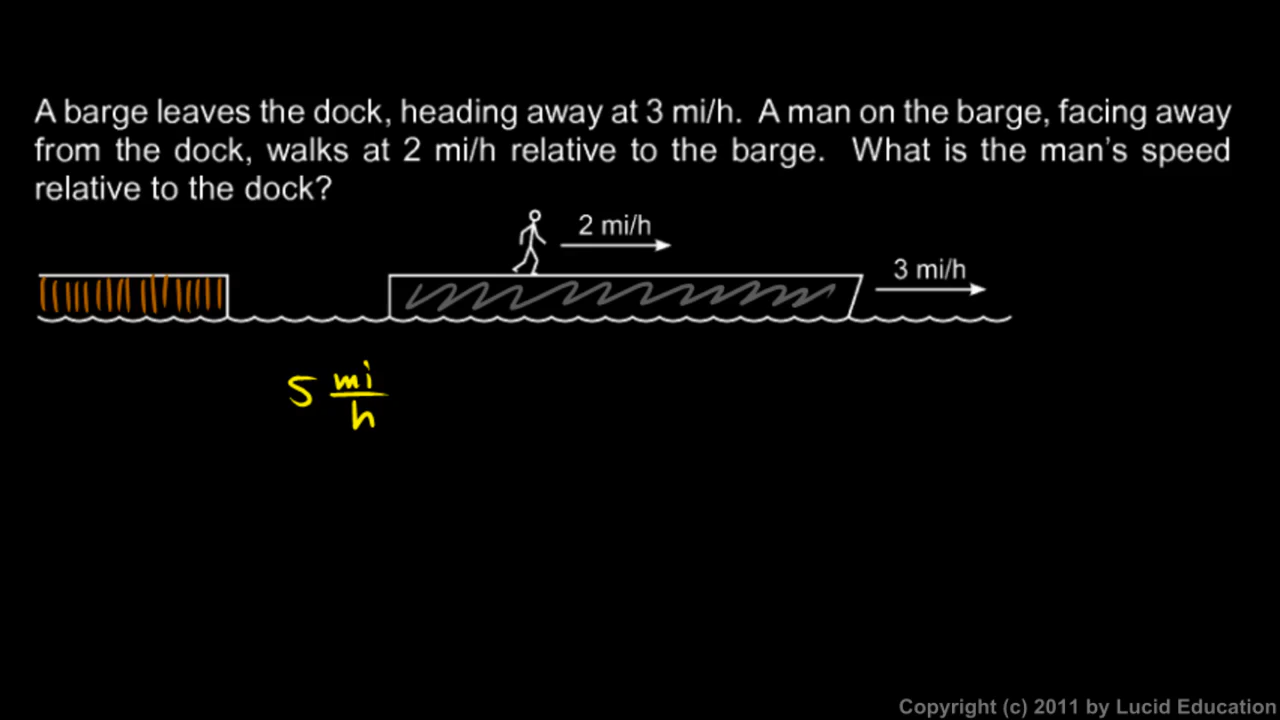 A barge leaves the dock, heading away at 3 mi/h. A man on the barge, facing away
from the dock, walks at 2 mi/h relative to the barge. What is the man's speed
relative to the dock?
2 mi/h
3 mi/h
5 mi/h
Copyright (c) 2011 by Lucid Education